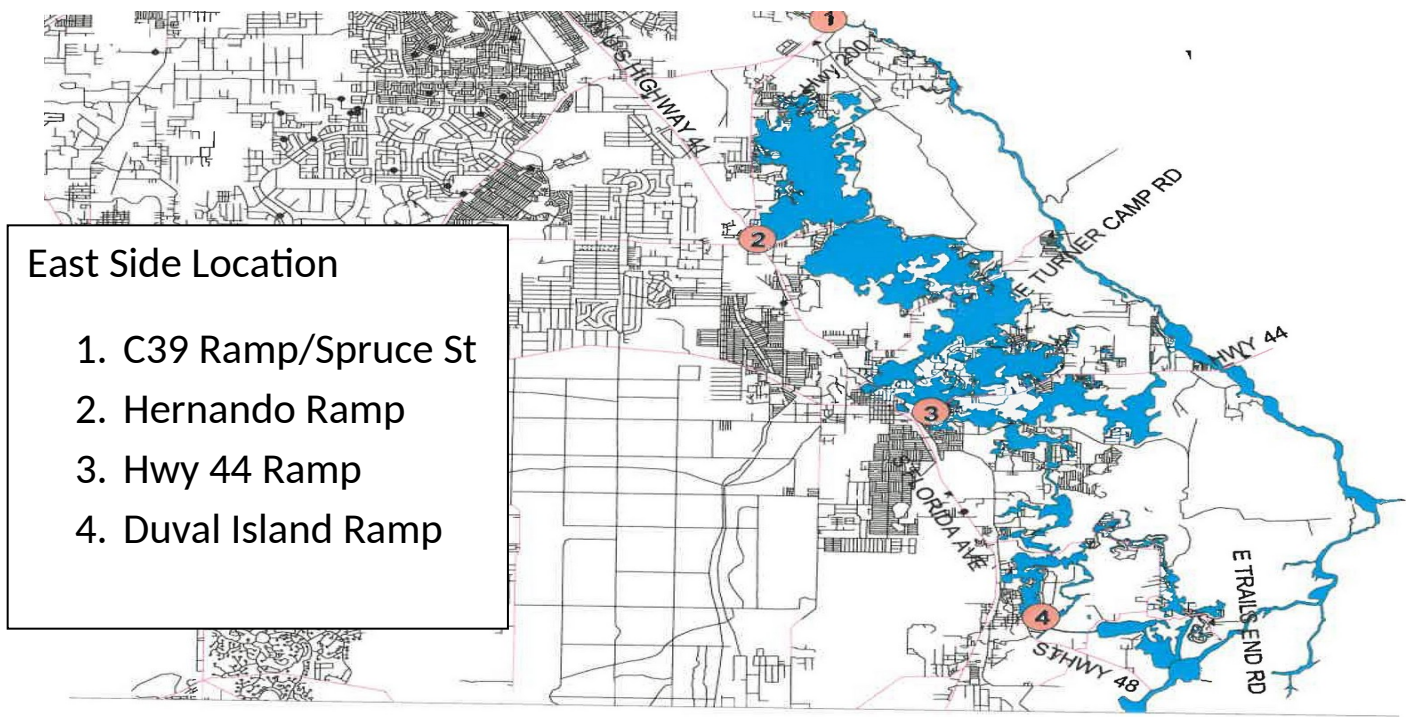 1
Hwy 200
N U S HIGHWAY 41
E TURNER CAMP RD
2
East Side Location
1. C39 Ramp/Spruce St
2. Hernando Ramp
3. Hwy 44 Ramp
4. Duval Island Ramp
HWY 44
3
S FLORIDA AVE
E TRAILS END RD
4
ST HWY 48